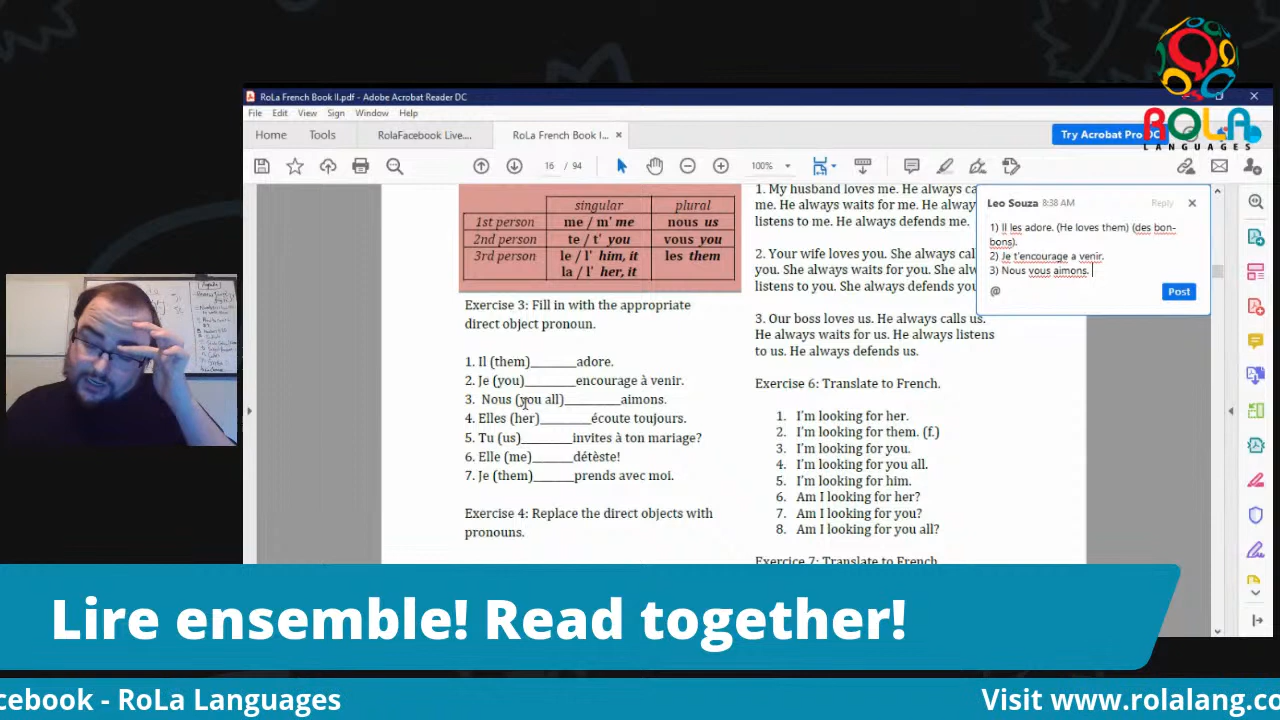 RoLa French Book II.pdf - Adobe Acrobat Reader DC
File Edit View Sign Window Help
Home Tools RolaFacebook Live.... RoLa French Book I...
Try Acrobat Pro DC
ROLA
LANGUAGES
16 / 94 100%
singular plural
1st person me / m' me nous us
2nd person te / t' you vous you
3rd person le / l' him, it les them
la / l' her, it
Exercise 3: Fill in with the appropriate
direct object pronoun.
1. Il (them)_______adore.
2. Je (you)_______encourage à venir.
3. Nous (you all)________aimons.
4. Elles (her)_______écoute toujours.
5. Tu (us)_______invites à ton mariage?
6. Elle (me)_____détèste!
7. Je (them)_____prends avec moi.
Exercise 4: Replace the direct objects with
pronouns.
1. My husband loves me. He always ca
me. He always waits for me. He always
listens to me. He always defends me.
2. Your wife loves you. She always cal
you. She always waits for you. She alw
listens to you. She always defends you
3. Our boss loves us. He always calls us.
He always waits for us. He always listens
to us. He always defends us.
Exercise 6: Translate to French.
1. I'm looking for her.
2. I'm looking for them. (f.)
3. I'm looking for you.
4. I'm looking for you all.
5. I'm looking for him.
6. Am I looking for her?
7. Am I looking for you?
8. Am I looking for you all?
Exercice 7: Translate to French.
Leo Souza 8:38 AM Reply
1) Il les adore. (He loves them) (des bon-
bons).
2) Je t'encourage a venir.
3) Nous vous aimons.
@ Post
Lire ensemble! Read together!
cebook - RoLa Languages
Visit www.rolalang.co